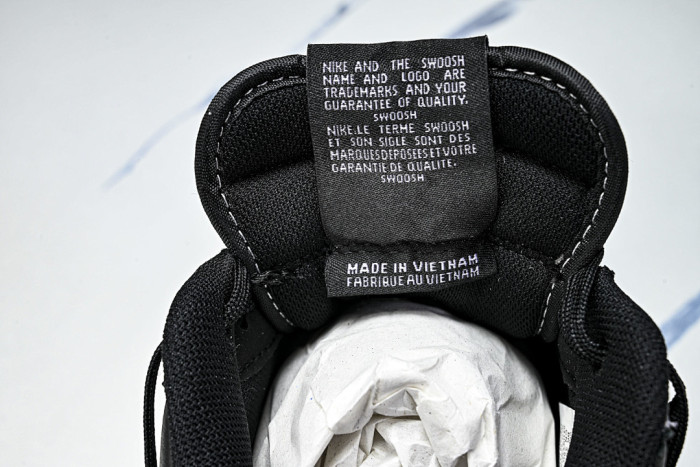 NIKE AND THE SWOOSH
NAME AND LOGO ARE
TRADEMARKS AND YOUR
GUARANTEE OF QUALITY.
SWOOSH
NIKE.LE TERME SWOOSH
ET SON SIGLE SONT DES
MARQUESDEPOSEESETVOTRE
GARANTIE DE QUALITE.
SWOOSH.
MADE IN VIETNAM
FABRIQUE AU VIETNAM